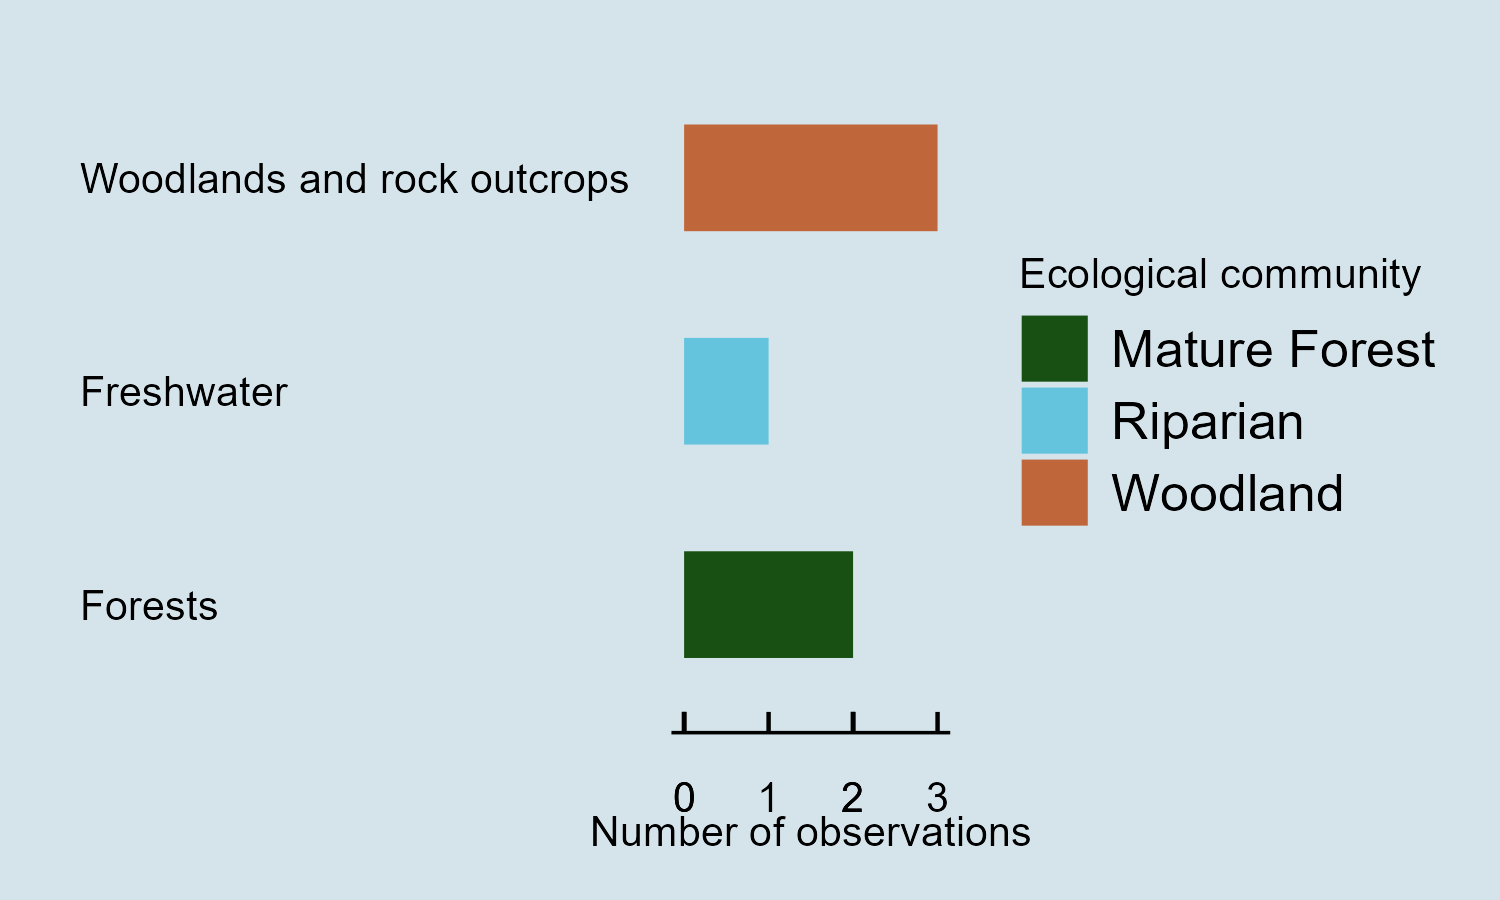 Woodlands and rock outcrops
Freshwater
Forests
Ecological community
Mature Forest
Riparian
Woodland
0 1 2 3
Number of observations